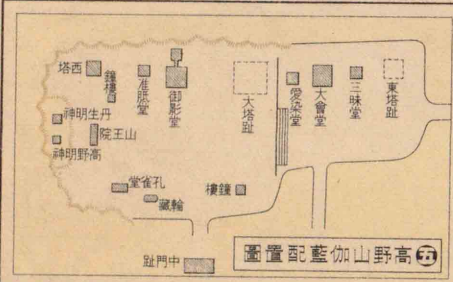 塔西
鐘樓
准胝堂
御影堂
大塔趾
愛染堂
大會堂
三昧堂
東塔趾
神明生丹
院王山
神明野高
堂雀孔
藏輪
樓鐘
趾門中
圖置配藍伽山野高 五